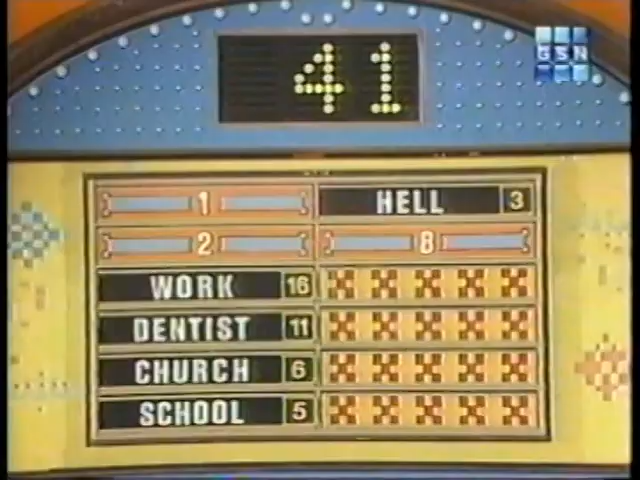 41
GSN
1 HELL 3
2 8
WORK 16
DENTIST 11
CHURCH 6
SCHOOL 5